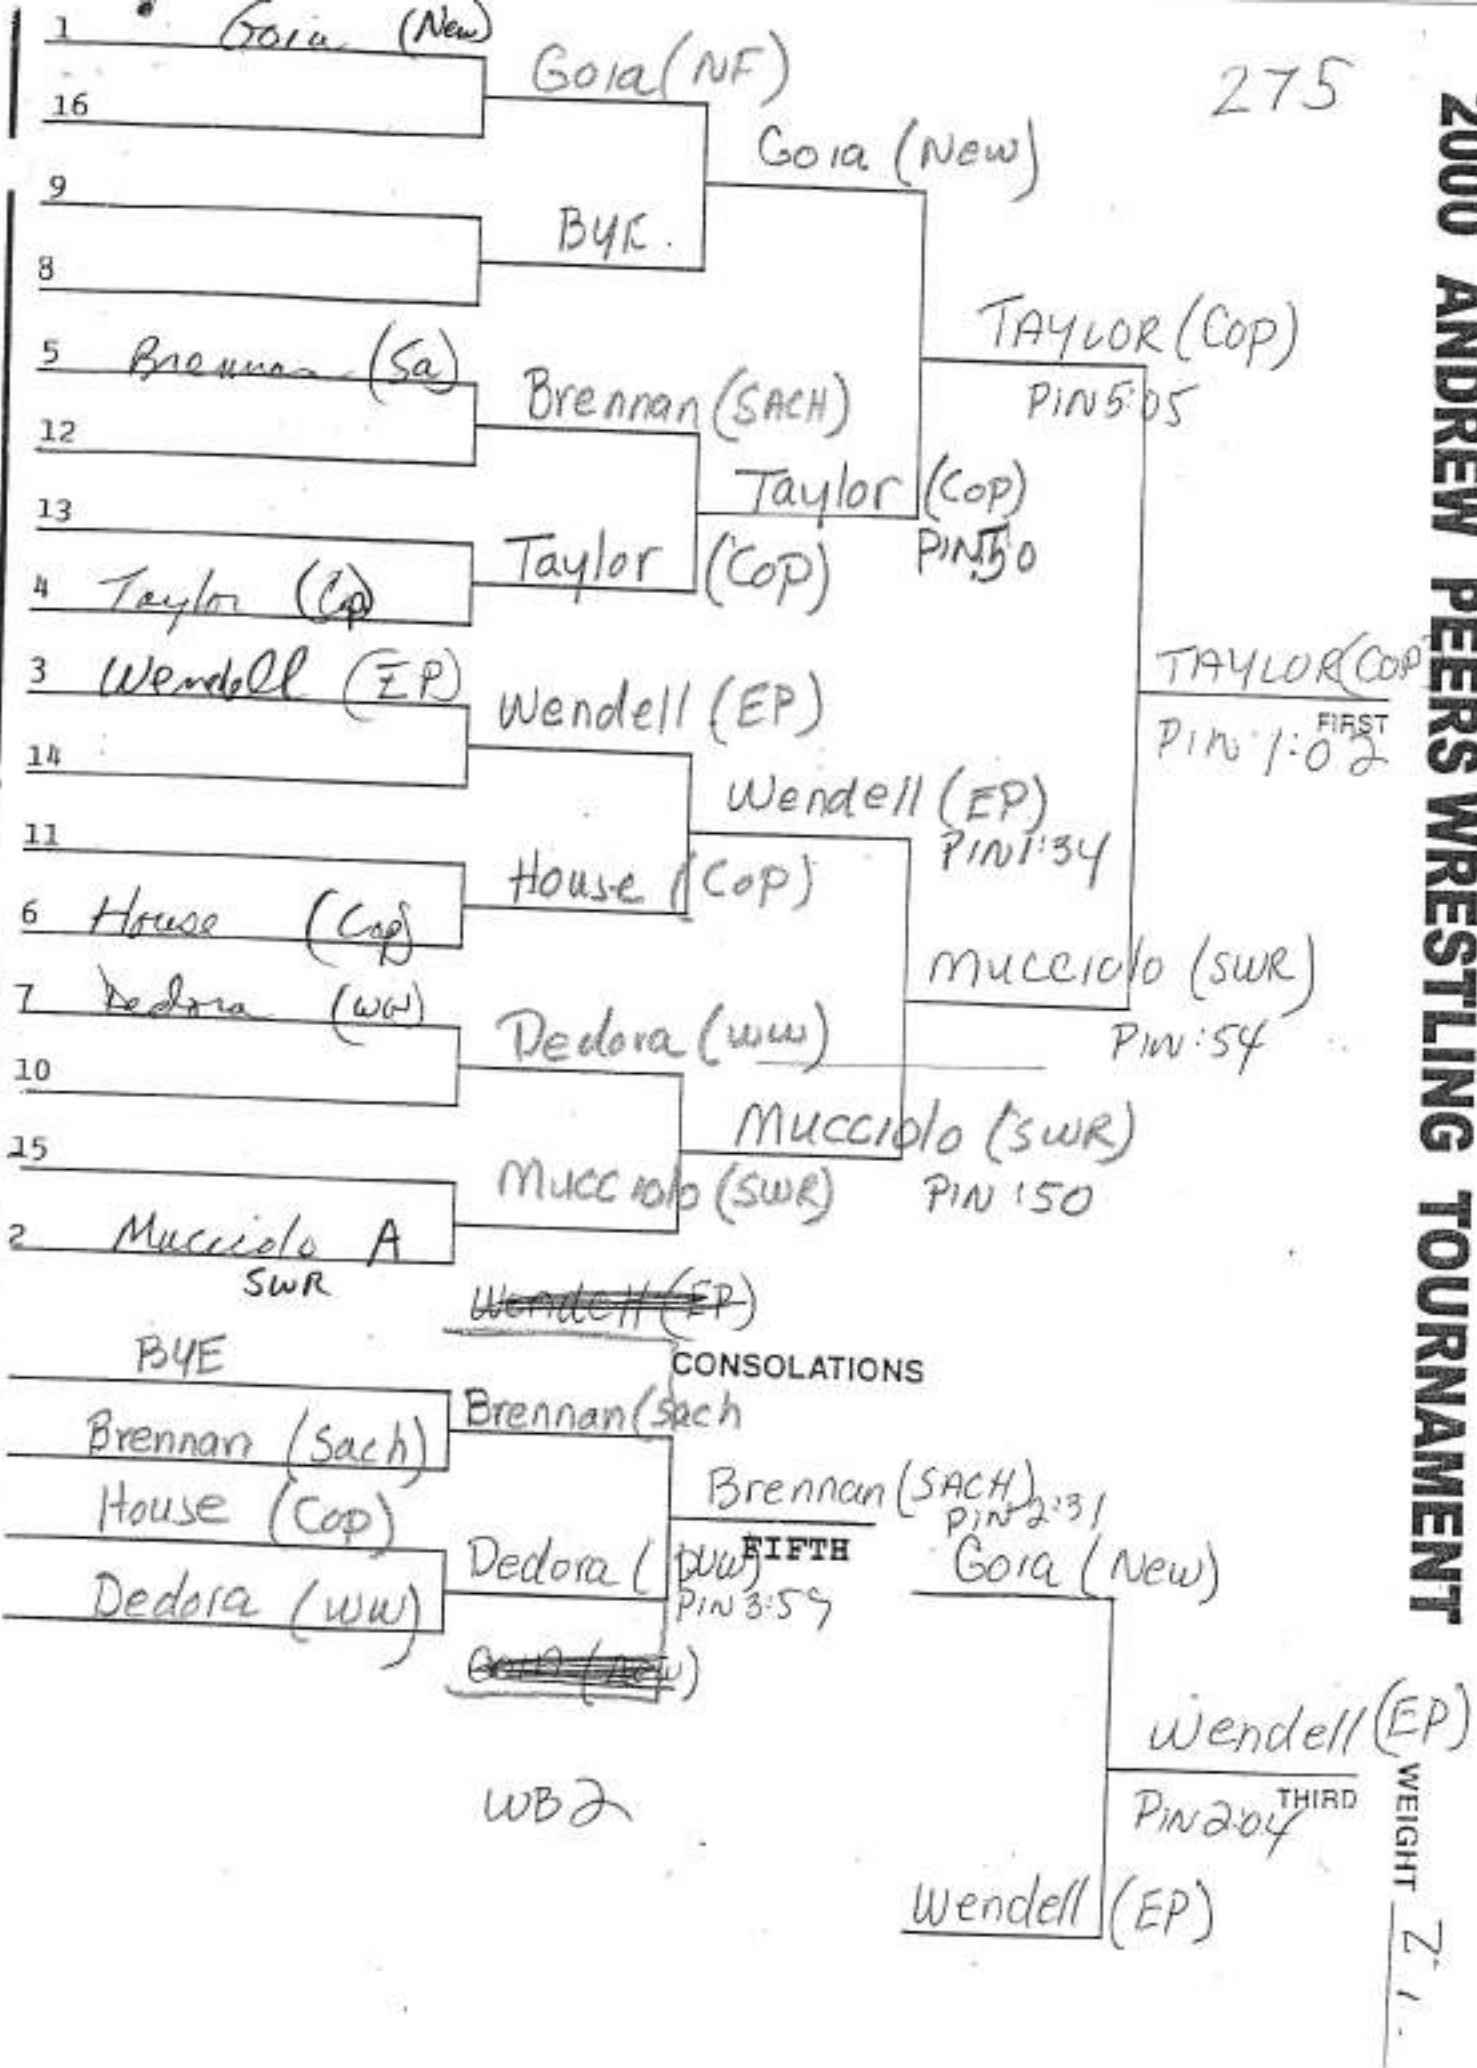 1 Goia (New)
Goia (NF)
275
16
Goia (New)
9
BYE.
8
TAYLOR (COP)
PIN 5:05
5 Brennan (Sa)
Brennan (SACH)
12
Taylor (COP)
13
Taylor (COP)
4 Taylor (Cop)
3 Wendell (EP)
TAYLOR (COP)
FIRST
PIN 1:02
Wendell (EP)
14
Wendell (EP)
PIN 1:34
11
House (COP)
6 House (Cop)
Mucciolo (SWR)
PIN :54
7 Dedora (WW)
Dedora (WW)
10
Mucciolo (SWR)
PIN :50
15
Mucciolo (SWR)
2 Mucciolo A
SWR
Wendell (EP)
BYE
CONSOLATIONS
Brennan (Sach
Brennan (Sach)
Brennan (SACH)
PIN 2:31
FIFTH
House (Cop)
Dedora (WW)
PIN 3:59
Dedora (WW)
Goia (New)
Goia (New)
Wendell (EP)
THIRD
PIN 2:04
WB2
Wendell (EP)
2000 ANDREW PEERS WRESTLING TOURNAMENT
WEIGHT